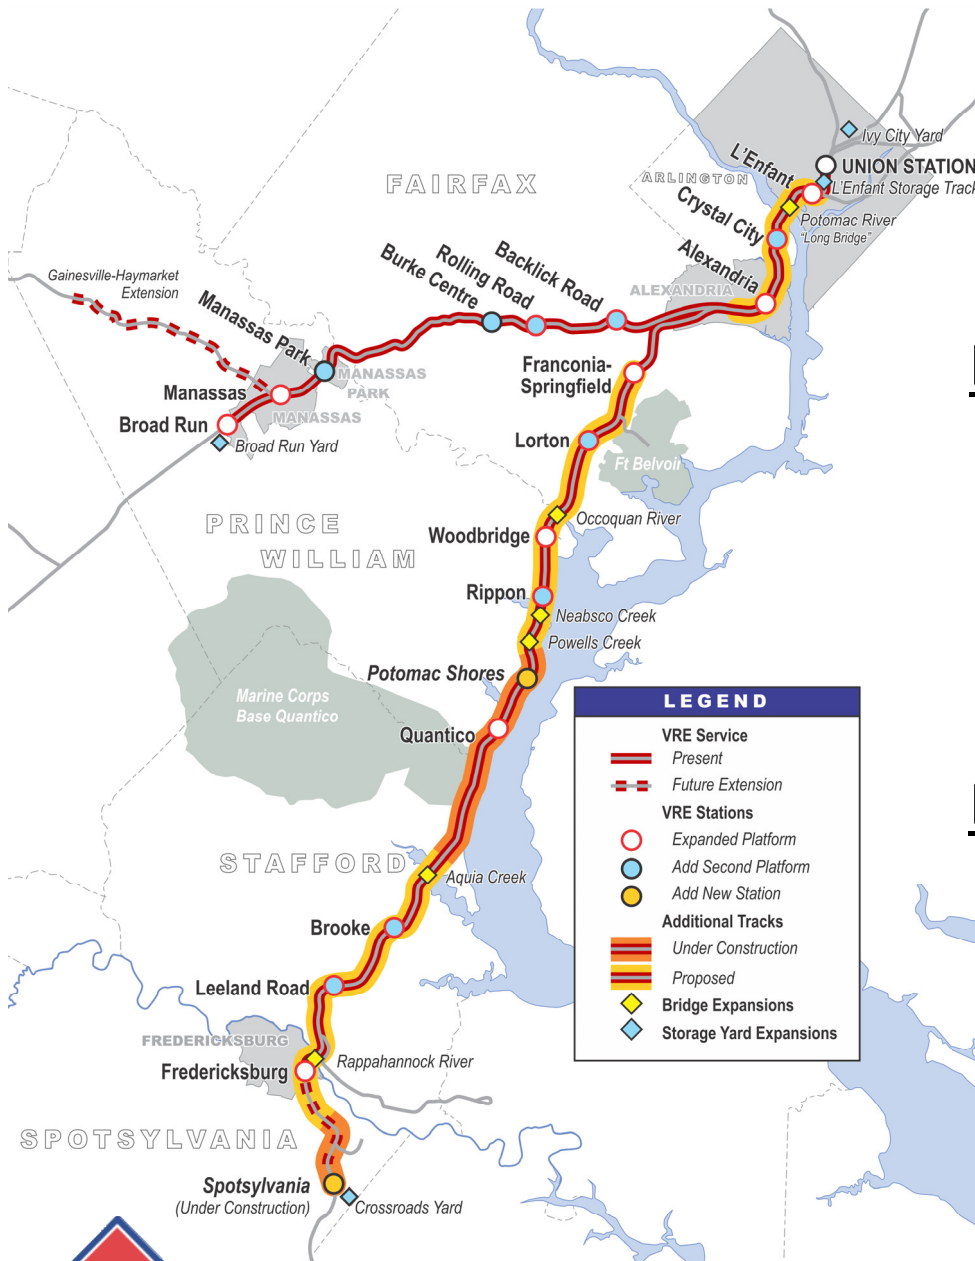 Ivy City Yard
L'Enfant
UNION STATION
ARLINGTON
L'Enfant Storage Track
FAIRFAX
Crystal City
Potomac River
"Long Bridge"
Alexandria
Backlick Road
Rolling Road
Burke Centre
ALEXANDRIA
Gainesville-Haymarket
Extension
Manassas Park
Franconia-
Springfield
MANASSAS
PARK
Manassas
MANASSAS
Broad Run
Broad Run Yard
Lorton
Ft Belvoir
PRINCE
WILLIAM
Occoquan River
Woodbridge
Rippon
Neabsco Creek
Powells Creek
Potomac Shores
Marine Corps
Base Quantico
Quantico
LEGEND
VRE Service
Present
Future Extension
VRE Stations
Expanded Platform
Add Second Platform
Add New Station
Additional Tracks
Under Construction
Proposed
Bridge Expansions
Storage Yard Expansions
STAFFORD
Aquia Creek
Brooke
Leeland Road
FREDERICKSBURG
Rappahannock River
Fredericksburg
SPOTSYLVANIA
Spotsylvania
(Under Construction)
Crossroads Yard